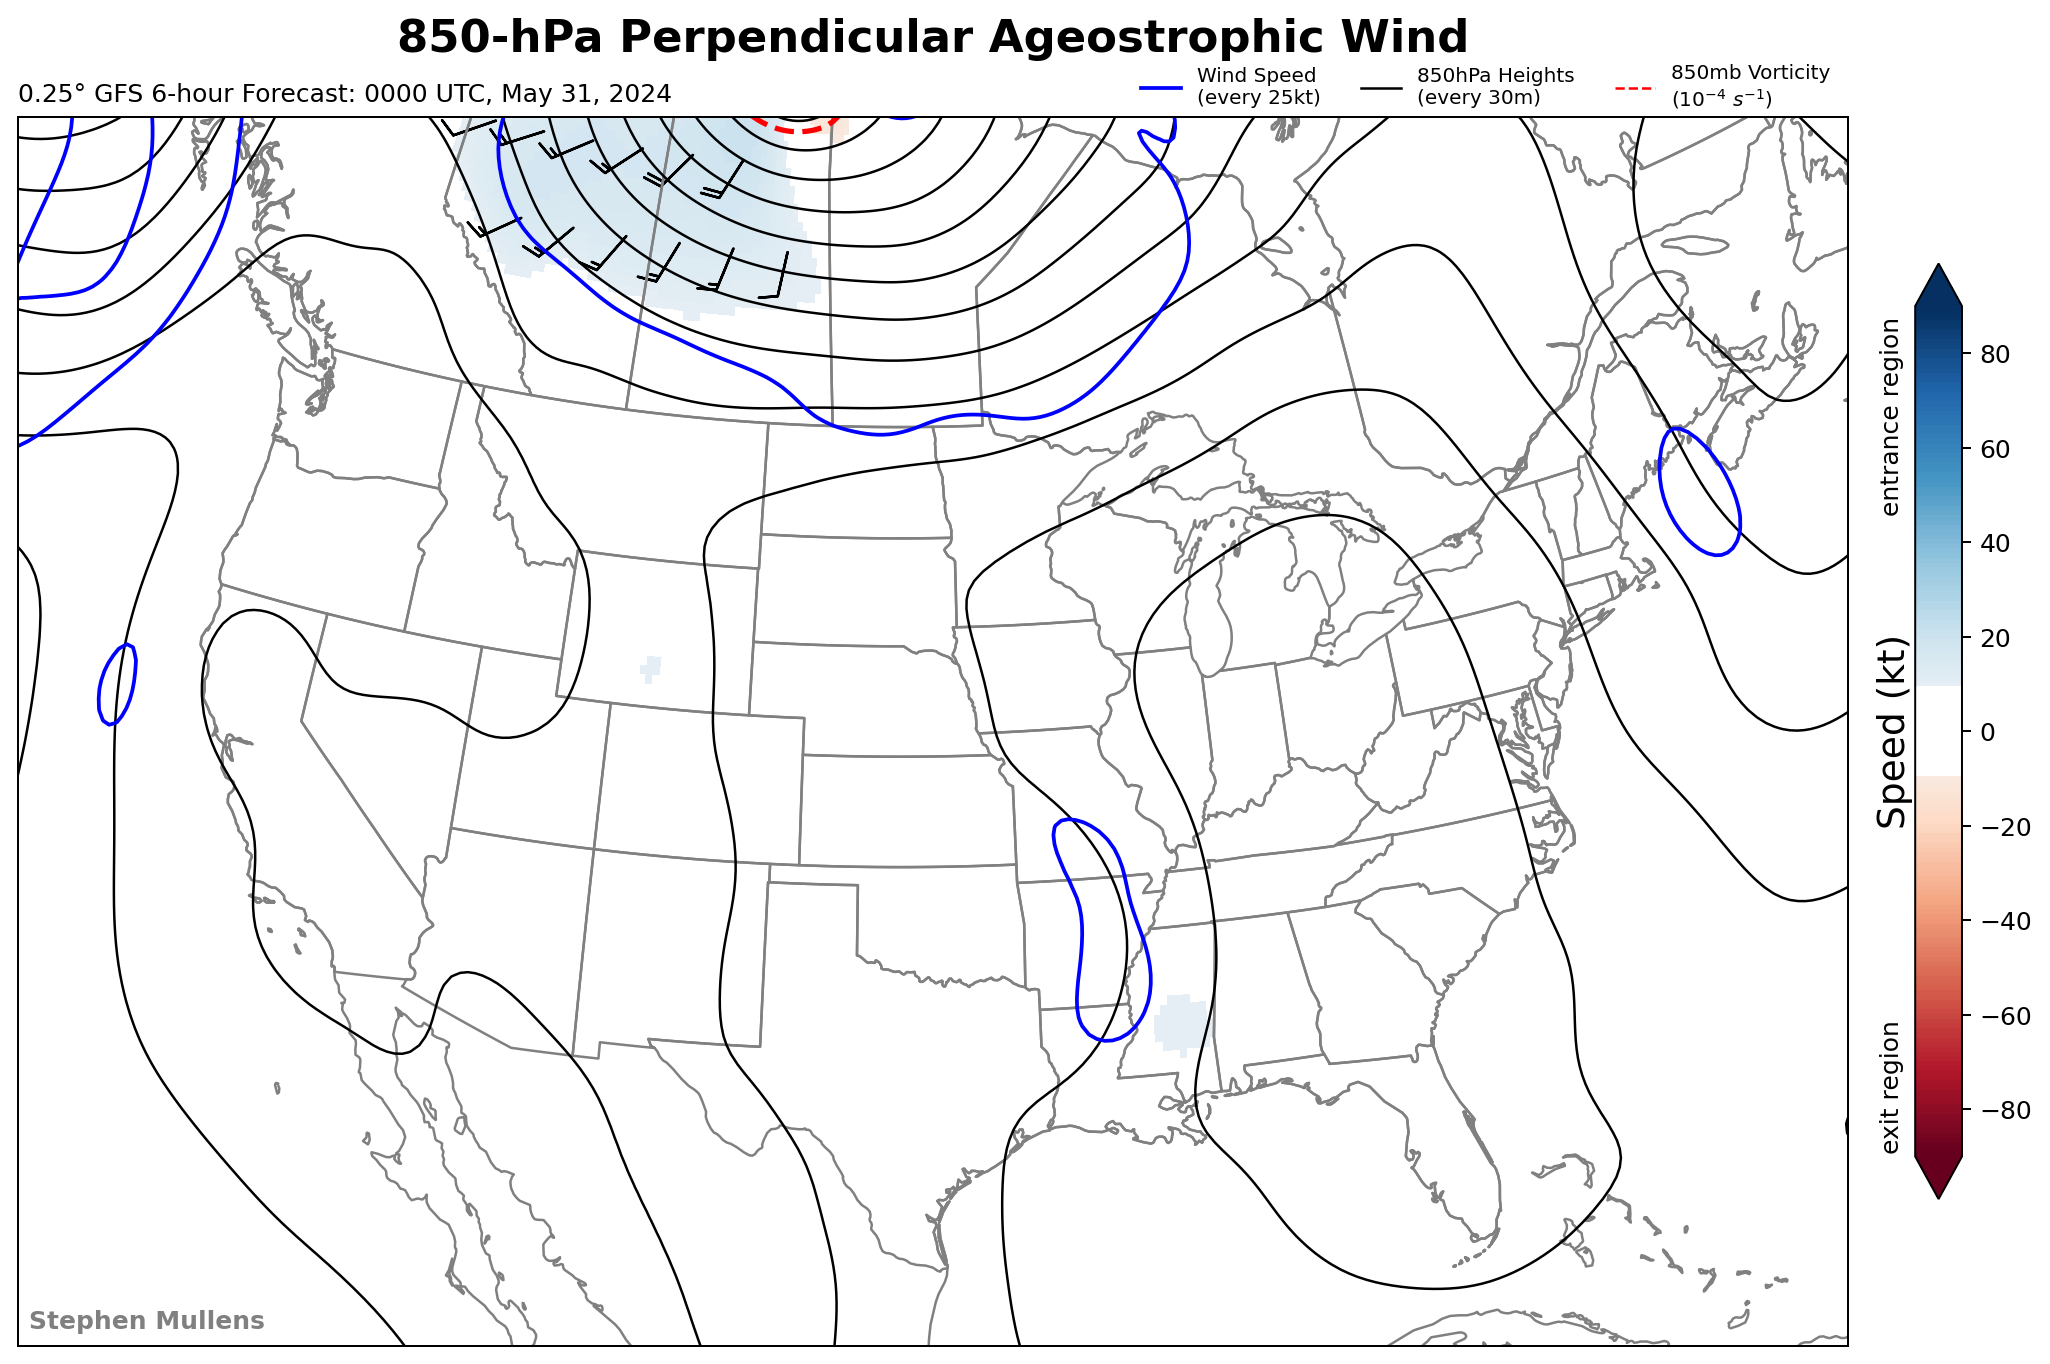 850-hPa Perpendicular Ageostrophic Wind
0.25° GFS 6-hour Forecast: 0000 UTC, May 31, 2024
Wind Speed
(every 25kt)
850hPa Heights
(every 30m)
850mb Vorticity
(10⁻⁴ s⁻¹)
entrance region
Speed (kt)
exit region
80
60
40
20
0
−20
−40
−60
−80
Stephen Mullens